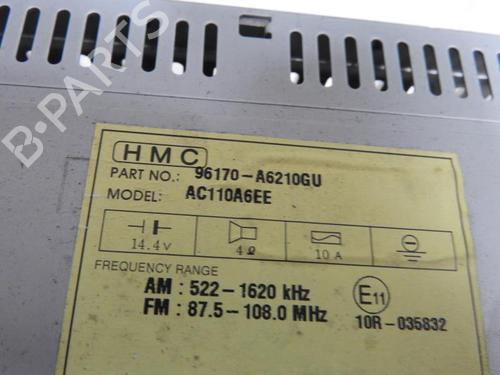 B-PARTS
HMC
PART NO.: 96170-A6210GU
MODEL: AC110A6EE
14.4V 4Ω 10 A
FREQUENCY RANGE
AM : 522-1620 kHz
FM : 87.5-108.0 MHz
E11
10R-035832